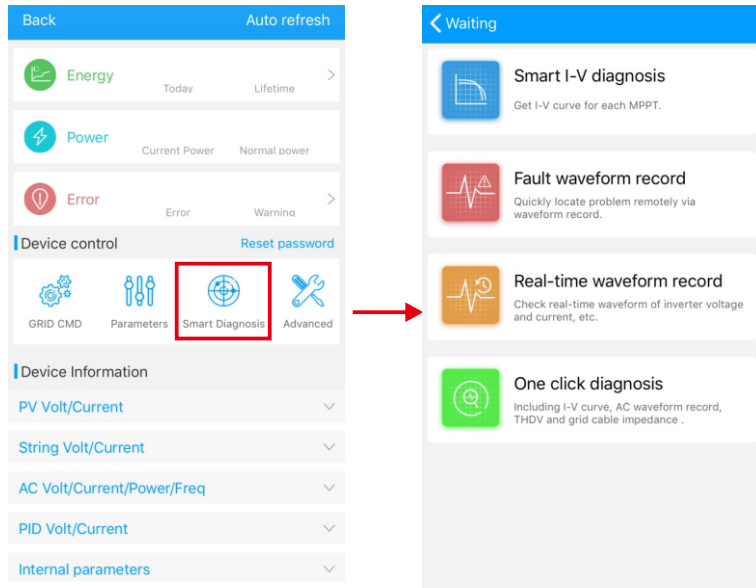 Back Auto refresh
Energy
Today Lifetime
Power
Current Power Normal power
Error
Error Warning
Device control Reset password
GRID CMD Parameters Smart Diagnosis Advanced
Device Information
PV Volt/Current
String Volt/Current
AC Volt/Current/Power/Freq
PID Volt/Current
Internal parameters
Waiting
Smart I-V diagnosis
Get I-V curve for each MPPT.
Fault waveform record
Quickly locate problem remotely via
waveform record.
Real-time waveform record
Check real-time waveform of inverter voltage
and current, etc.
One click diagnosis
Including I-V curve, AC waveform record,
THDV and grid cable impedance .